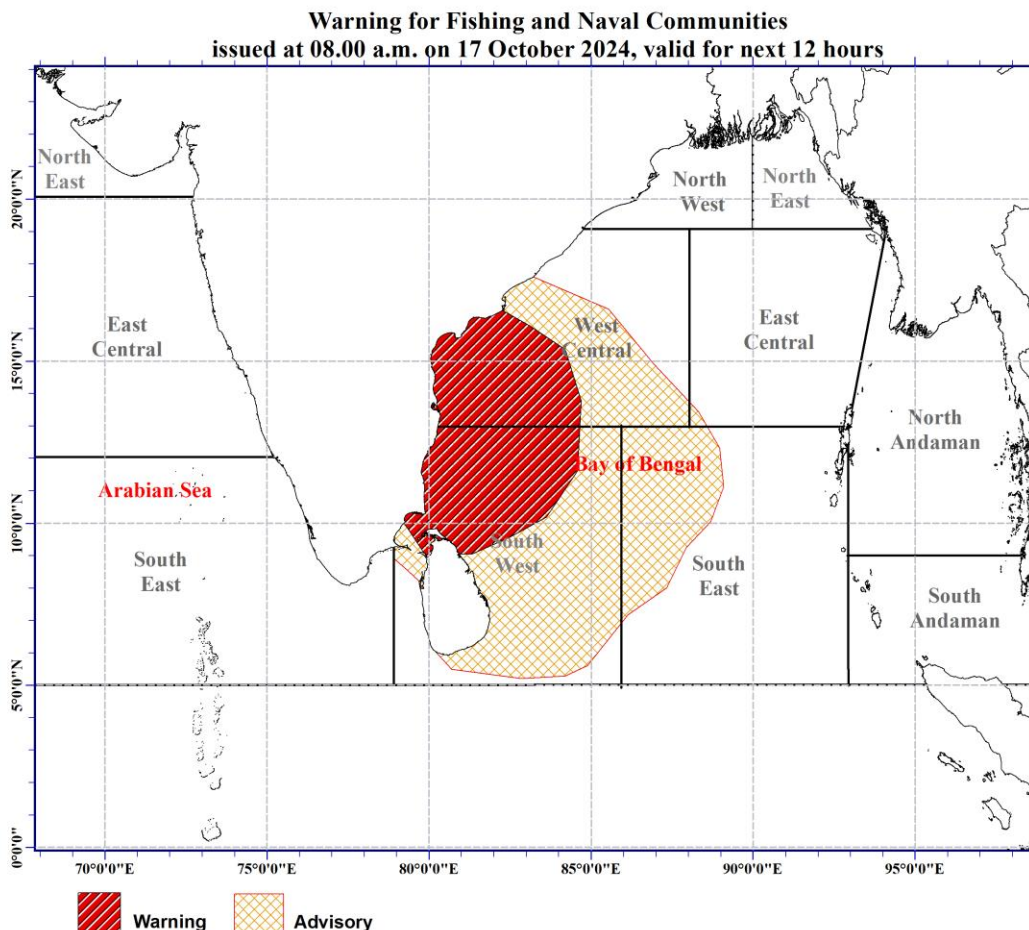 Warning for Fishing and Naval Communities
issued at 08.00 a.m. on 17 October 2024, valid for next 12 hours
North
East
North
West
North
East
20°0'0"N
East
Central
West
Central
East
Central
15°0'0"N
North
Andaman
Arabian Sea
Bay of Bengal
10°0'0"N
South
East
South
West
South
East
South
Andaman
5°0'0"N
0°0'0"
70°0'0"E
75°0'0"E
80°0'0"E
85°0'0"E
90°0'0"E
95°0'0"E
Warning
Advisory